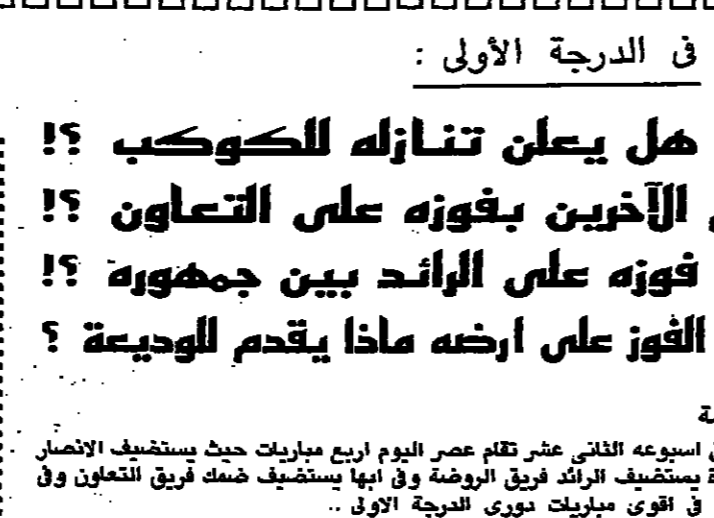 فى الدرجة الأولى :
هل يعلن تنازله للكوكب ؟!
الآخرين بفوزه على التعاون ؟!
فوزه على الرائد بين جمهوره ؟!
الفوز على ارضه ماذا يقدم للوديعة ؟
اسبوعه الثانى عشر تقام عصر اليوم اربع مباريات حيث يستضيف الانصار
يستضيف الرائد فريق الروضة وفى ابها يستضيف ضمك فريق التعاون وفى
فى اقوى مباريات دورى الدرجة الاولى ..